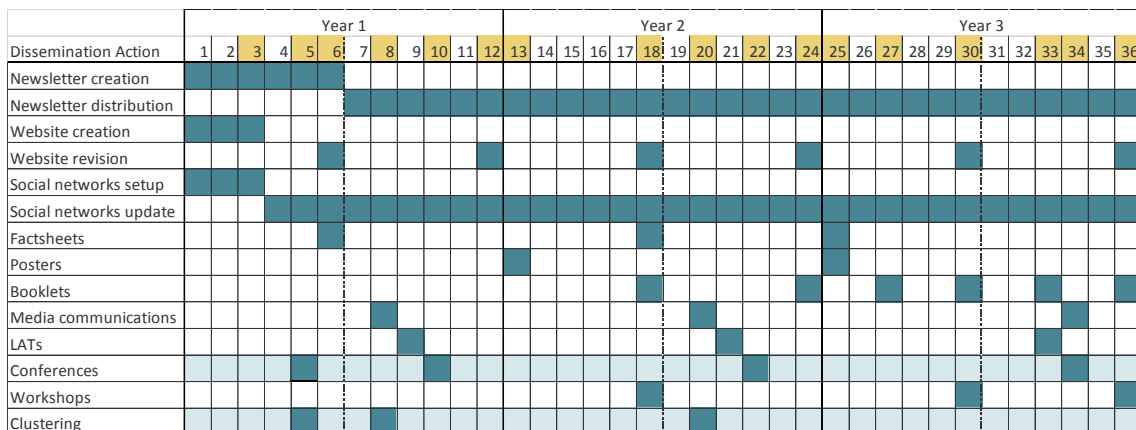 Year 1 Year 2 Year 3
Dissemination Action 1 2 3 4 5 6 7 8 9 10 11 12 13 14 15 16 17 18 19 20 21 22 23 24 25 26 27 28 29 30 31 32 33 34 35 36
Newsletter creation
Newsletter distribution
Website creation
Website revision
Social networks setup
Social networks update
Factsheets
Posters
Booklets
Media communications
LATs
Conferences
Workshops
Clustering